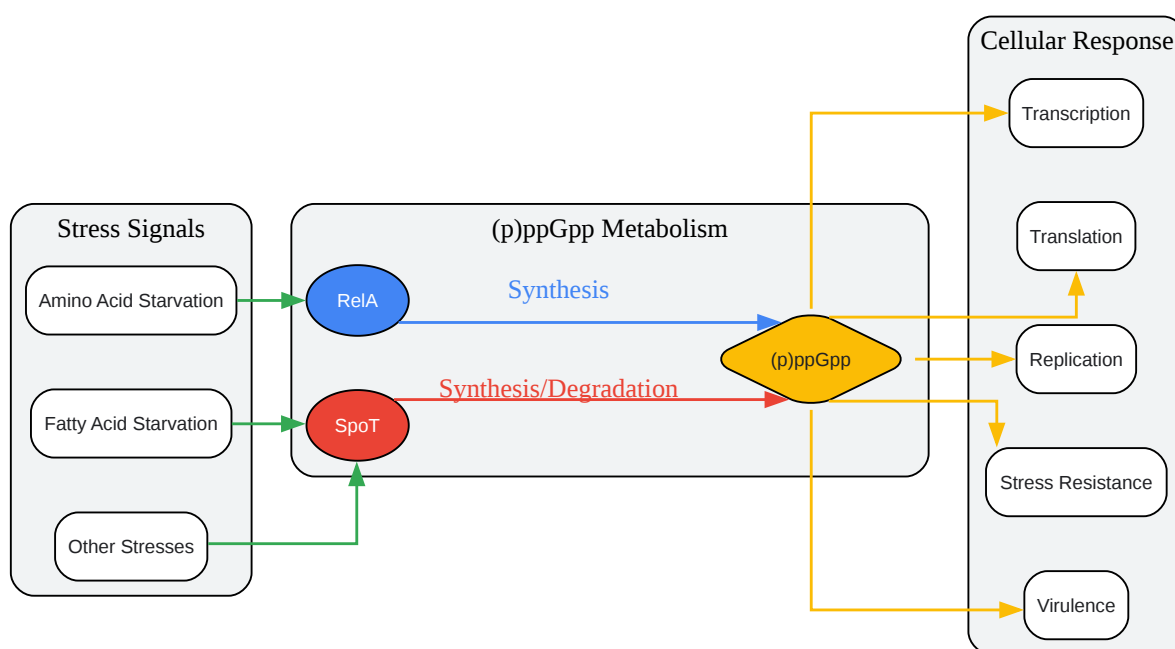 Stress Signals
Amino Acid Starvation
Fatty Acid Starvation
Other Stresses
(p)ppGpp Metabolism
RelA
Synthesis
SpoT
Synthesis/Degradation
(p)ppGpp
Cellular Response
Transcription
Translation
Replication
Stress Resistance
Virulence